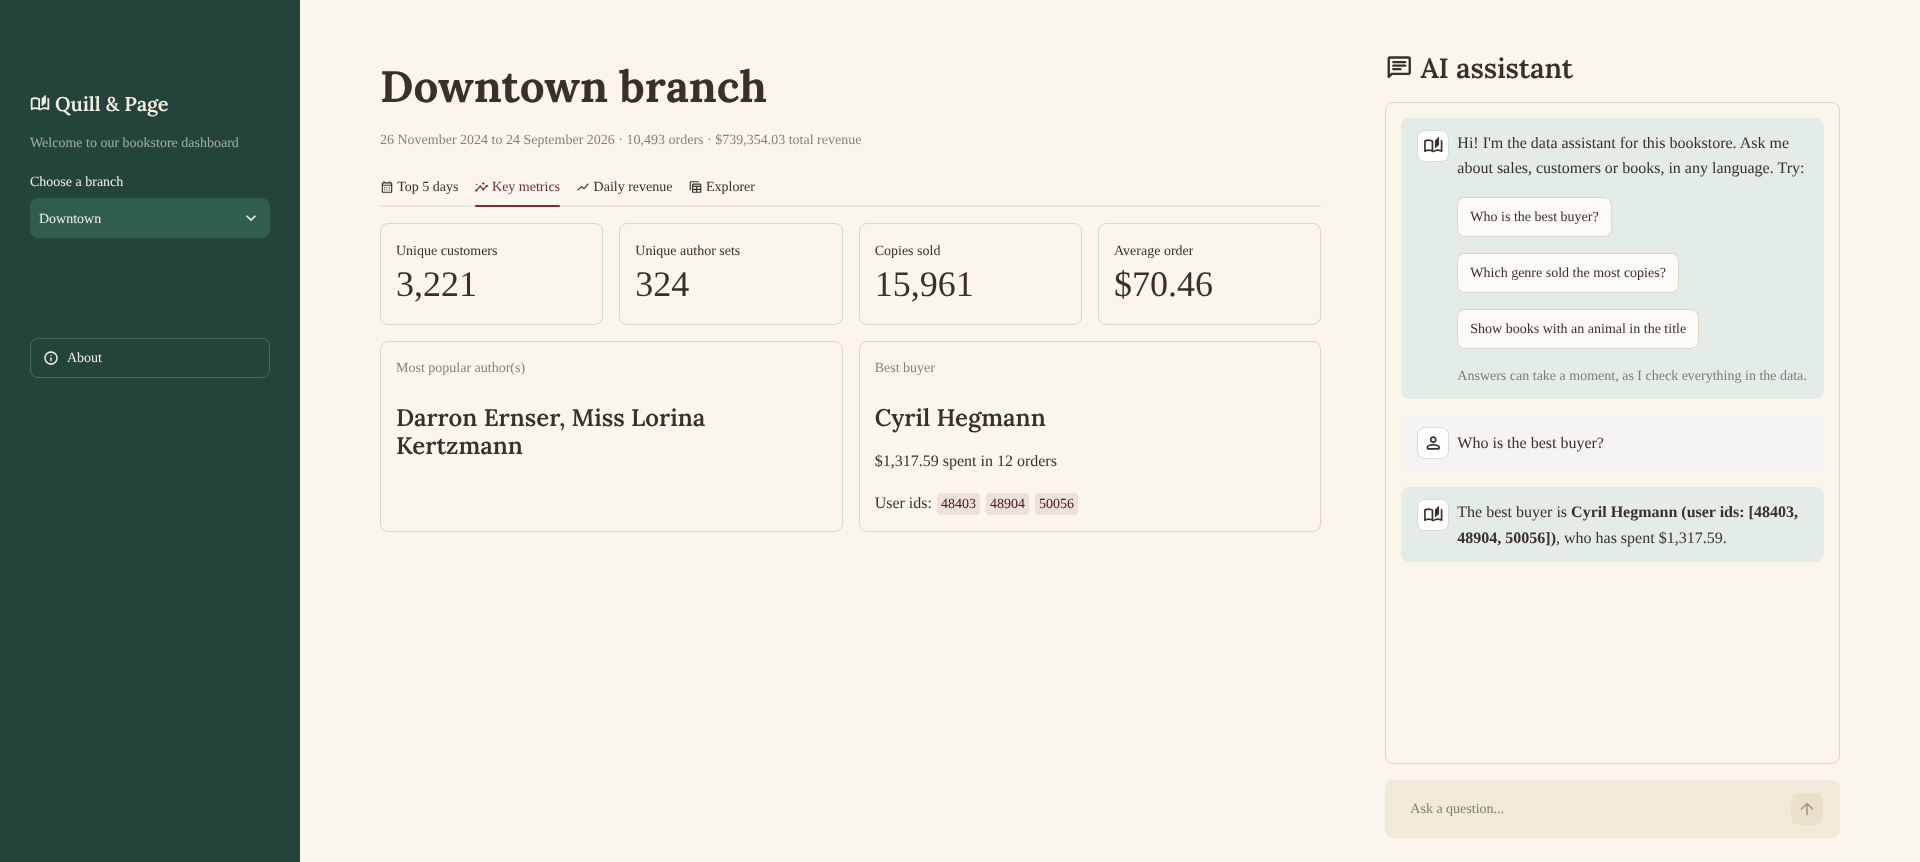 Quill & Page
Welcome to our bookstore dashboard
Choose a branch
Downtown
About
Downtown branch
26 November 2024 to 24 September 2026 · 10,493 orders · $739,354.03 total revenue
Top 5 days
Key metrics
Daily revenue
Explorer
Unique customers
3,221
Unique author sets
324
Copies sold
15,961
Average order
$70.46
Most popular author(s)
Darron Ernser, Miss Lorina
Kertzmann
Best buyer
Cyril Hegmann
$1,317.59 spent in 12 orders
User ids: 48403 48904 50056
AI assistant
Hi! I'm the data assistant for this bookstore. Ask me
about sales, customers or books, in any language. Try:
Who is the best buyer?
Which genre sold the most copies?
Show books with an animal in the title
Answers can take a moment, as I check everything in the data.
Who is the best buyer?
The best buyer is Cyril Hegmann (user ids: [48403,
48904, 50056]), who has spent $1,317.59.
Ask a question...